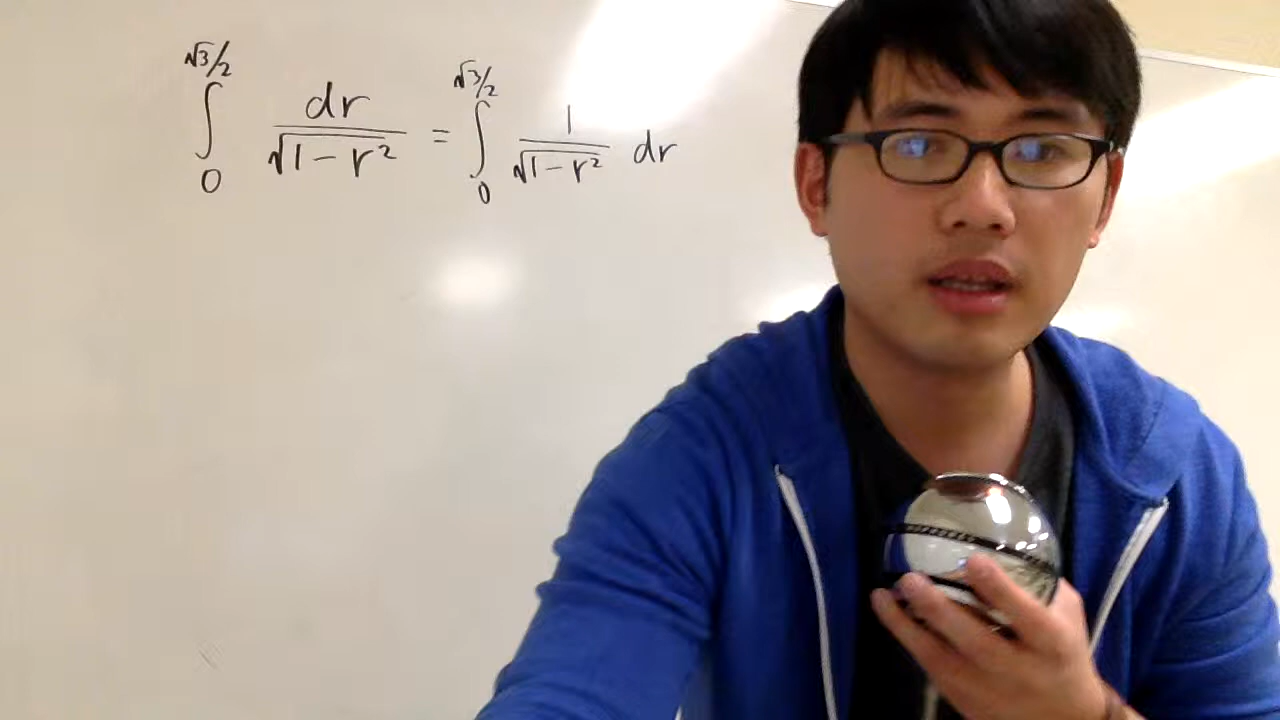 ∫₀^{√3/2} dr/√(1-r²) = ∫₀^{√3/2} 1/√(1-r²) dr